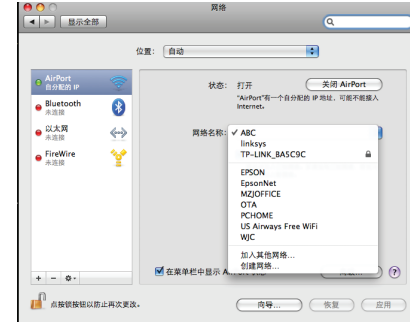 网络
显示全部
位置: 自动
AirPort
自分配的 IP
Bluetooth
未连接
以太网
未连接
FireWire
未连接
状态: 打开
关闭 AirPort
“AirPort”有一个自分配的 IP 地址，可能不能接入
Internet。
网络名称: ✓ ABC
linksys
TP-LINK_BA5C9C
EPSON
EpsonNet
MZJOFFICE
OTA
PCHOME
US Airways Free WiFi
WJC
加入其他网络...
创建网络...
在菜单栏中显示
?
+ -
点按锁按钮以防止再次更改。
向导...
恢复
应用